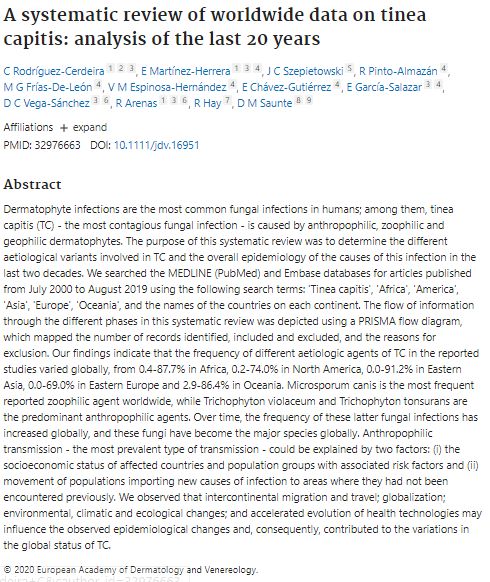 A systematic review of worldwide data on tinea
capitis: analysis of the last 20 years
C Rodríguez-Cerdeira 1 2 3, E Martínez-Herrera 1 3 4, J C Szepietowski 5, R Pinto-Almazán 4,
M G Frías-De-León 4, V M Espinosa-Hernández 4, E Chávez-Gutiérrez 4, E García-Salazar 3 4,
D C Vega-Sánchez 3 6, R Arenas 1 3 6, R Hay 7, D M Saunte 8 9
Affiliations + expand
PMID: 32976663 DOI: 10.1111/jdv.16951
Abstract
Dermatophyte infections are the most common fungal infections in humans; among them, tinea
capitis (TC) - the most contagious fungal infection - is caused by anthropophilic, zoophilic and
geophilic dermatophytes. The purpose of this systematic review was to determine the different
aetiological variants involved in TC and the overall epidemiology of the causes of this infection in the
last two decades. We searched the MEDLINE (PubMed) and Embase databases for articles published
from July 2000 to August 2019 using the following search terms: 'Tinea capitis', 'Africa', 'America',
'Asia', 'Europe', 'Oceania', and the names of the countries on each continent. The flow of information
through the different phases in this systematic review was depicted using a PRISMA flow diagram,
which mapped the number of records identified, included and excluded, and the reasons for
exclusion. Our findings indicate that the frequency of different aetiologic agents of TC in the reported
studies varied globally, from 0.4-87.7% in Africa, 0.2-74.0% in North America, 0.0-91.2% in Eastern
Asia, 0.0-69.0% in Eastern Europe and 2.9-86.4% in Oceania. Microsporum canis is the most frequent
reported zoophilic agent worldwide, while Trichophyton violaceum and Trichophyton tonsurans are
the predominant anthropophilic agents. Over time, the frequency of these latter fungal infections has
increased globally, and these fungi have become the major species globally. Anthropophilic
transmission - the most prevalent type of transmission - could be explained by two factors: (i) the
socioeconomic status of affected countries and population groups with associated risk factors and (ii)
movement of populations importing new causes of infection to areas where they had not been
encountered previously. We observed that intercontinental migration and travel; globalization;
environmental, climatic and ecological changes; and accelerated evolution of health technologies may
influence the observed epidemiological changes and, consequently, contributed to the variations in
the global status of TC.
© 2020 European Academy of Dermatology and Venereology.